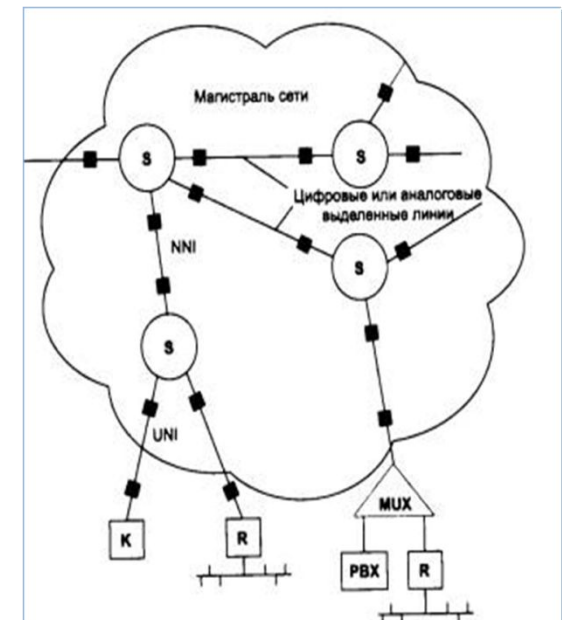 Магистраль сети
S
S
Цифровые или аналоговые
выделенные линии
NNI
S
S
UNI
MUX
K
R
PBX
R